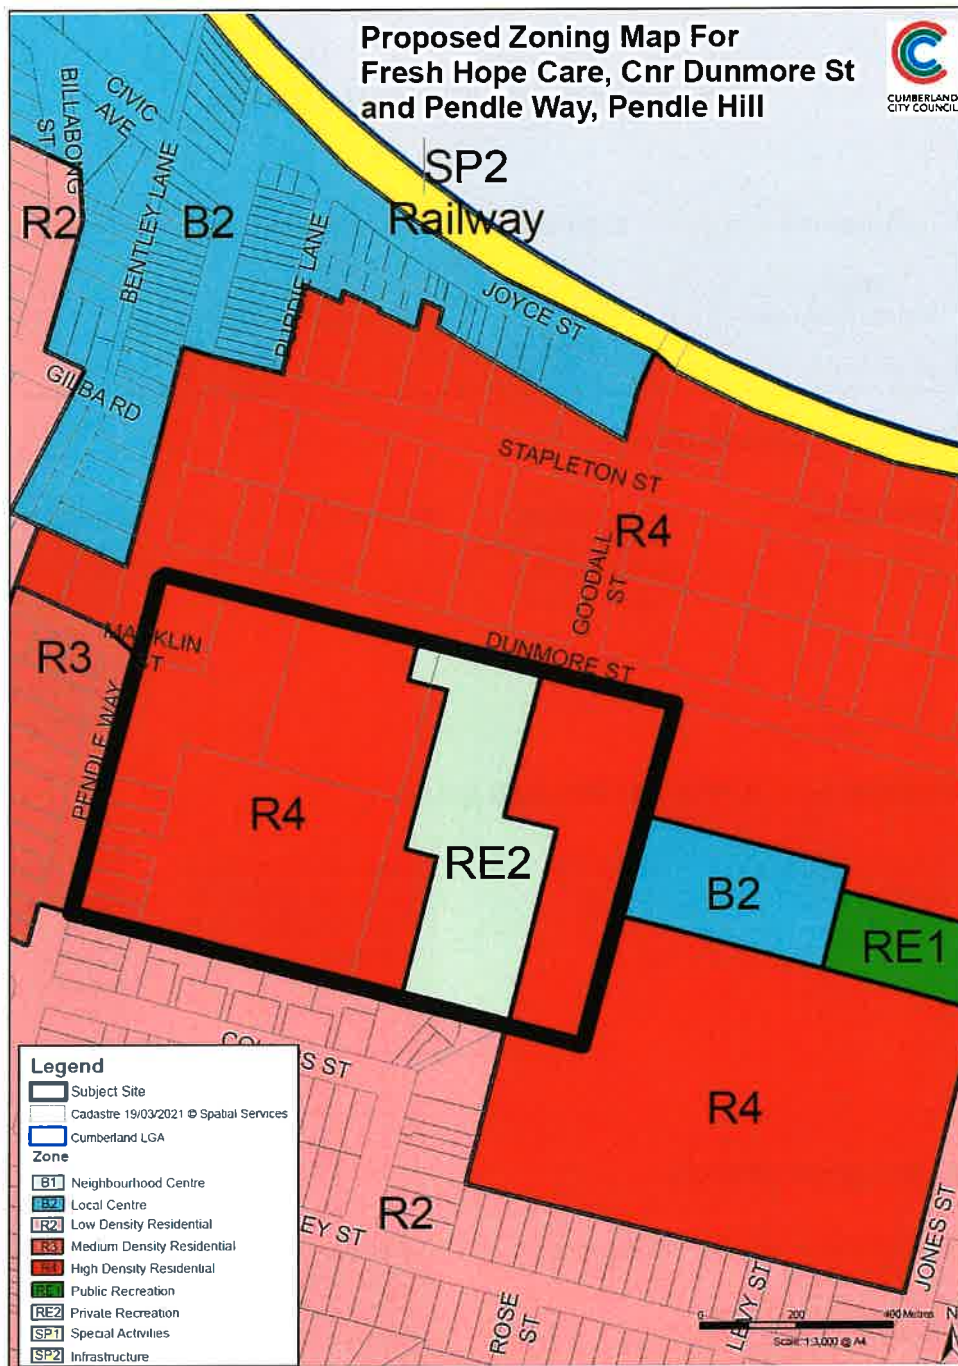 Proposed Zoning Map For
Fresh Hope Care, Cnr Dunmore St
and Pendle Way, Pendle Hill
CUMBERLAND
CITY COUNCIL
SP2
Railway
BILLABONG
ST
CIVIC
AVE
R2
BENTLEY LANE
B2
PURDIE LANE
JOYCE ST
GILBA RD
STAPLETON ST
R4
GOODALL
ST
DUNMORE ST
R3
ST
PENDLE WAY
R4
RE2
B2
RE1
R4
R2
ROSE
ST
LEVY ST
JONES ST
Legend
Subject Site
Cadastre 19/03/2021 © Spatial Services
Cumberland LGA
Zone
B1 Neighbourhood Centre
B2 Local Centre
R2 Low Density Residential
R3 Medium Density Residential
R4 High Density Residential
RE1 Public Recreation
RE2 Private Recreation
SP1 Special Activities
SP2 Infrastructure
0 200 400 Metres
N
Scale: 1:3,000 @ A4